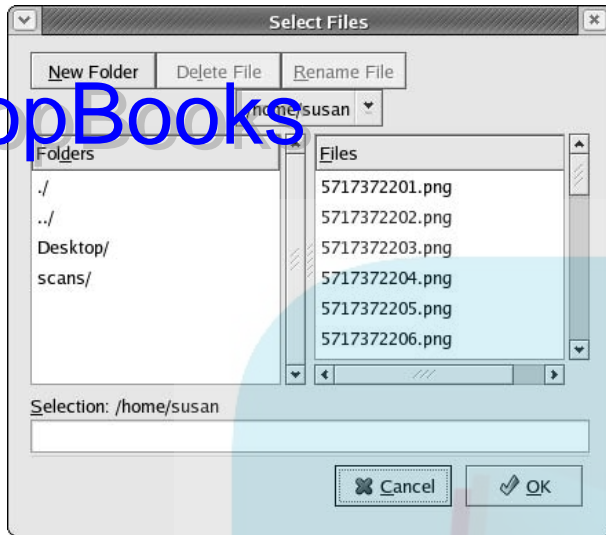 Select Files
New Folder Delete File Rename File
opBooks
/home/susan
Folders
./
../
Desktop/
scans/
Files
5717372201.png
5717372202.png
5717372203.png
5717372204.png
5717372205.png
5717372206.png
Selection: /home/susan
Cancel OK